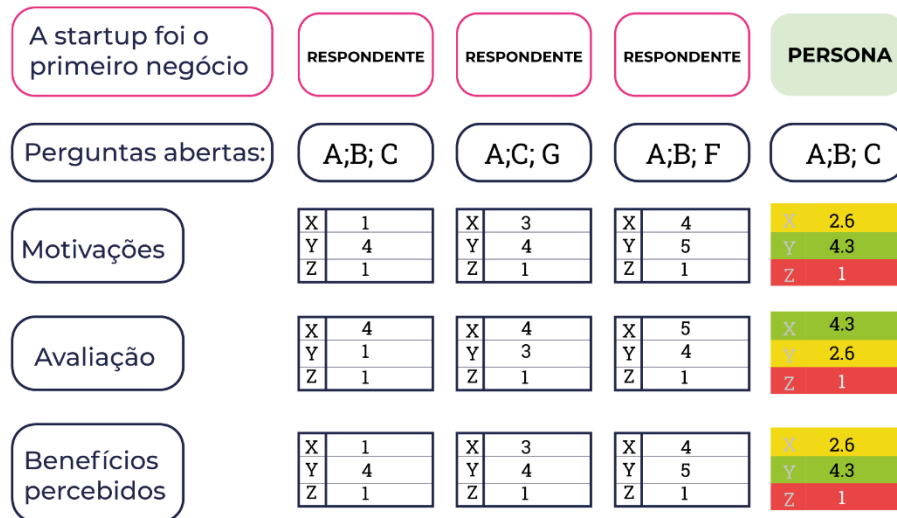 A startup foi o
primeiro negócio
RESPONDENTE
RESPONDENTE
RESPONDENTE
PERSONA
Perguntas abertas:
A;B; C
A;C; G
A;B; F
A;B; C
Motivações
X 1
Y 4
Z 1
X 3
Y 4
Z 1
X 4
Y 5
Z 1
X 2.6
Y 4.3
Z 1
Avaliação
X 4
Y 1
Z 1
X 4
Y 3
Z 1
X 5
Y 4
Z 1
X 4.3
Y 2.6
Z 1
Benefícios
percebidos
X 1
Y 4
Z 1
X 3
Y 4
Z 1
X 4
Y 5
Z 1
X 2.6
Y 4.3
Z 1